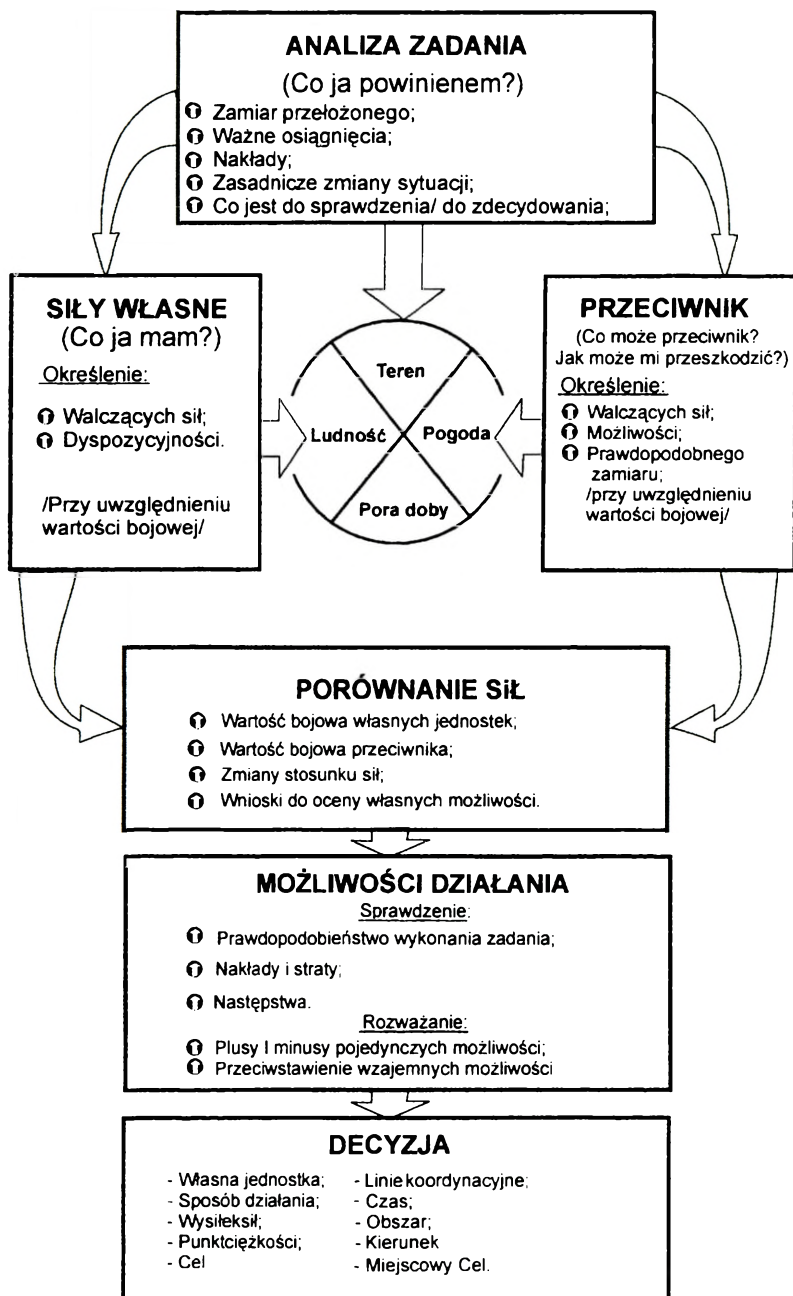 ANALIZA ZADANIA
(Co ja powinienem?)
Zamiar przełożonego;
Ważne osiągnięcia;
Nakłady;
Zasadnicze zmiany sytuacji;
Co jest do sprawdzenia/ do zdecydowania;
SIŁY WŁASNE
(Co ja mam?)
Określenie:
Walczących sił;
Dyspozycyjności.
/Przy uwzględnieniu
wartości bojowej/
Teren
Ludność
Pogoda
Pora doby
PRZECIWNIK
(Co może przeciwnik?
Jak może mi przeszkodzić?)
Określenie:
Walczących sił;
Możliwości;
Prawdopodobnego
zamiaru;
/przy uwzględnieniu
wartości bojowej/
PORÓWNANIE SiŁ
Wartość bojowa własnych jednostek;
Wartość bojowa przeciwnika;
Zmiany stosunku sił;
Wnioski do oceny własnych możliwości.
MOŻLIWOŚCI DZIAŁANIA
Sprawdzenie:
Prawdopodobieństwo wykonania zadania;
Nakłady i straty;
Następstwa.
Rozważanie:
Plusy I minusy pojedynczych możliwości;
Przeciwstawienie wzajemnych możliwości
DECYZJA
- Własna jednostka;
- Sposób działania;
- Wysiłeksił;
- Punktciężkości;
- Cel
- Liniekoordynacyjne;
- Czas;
- Obszar;
- Kierunek
- Miejscowy Cel.